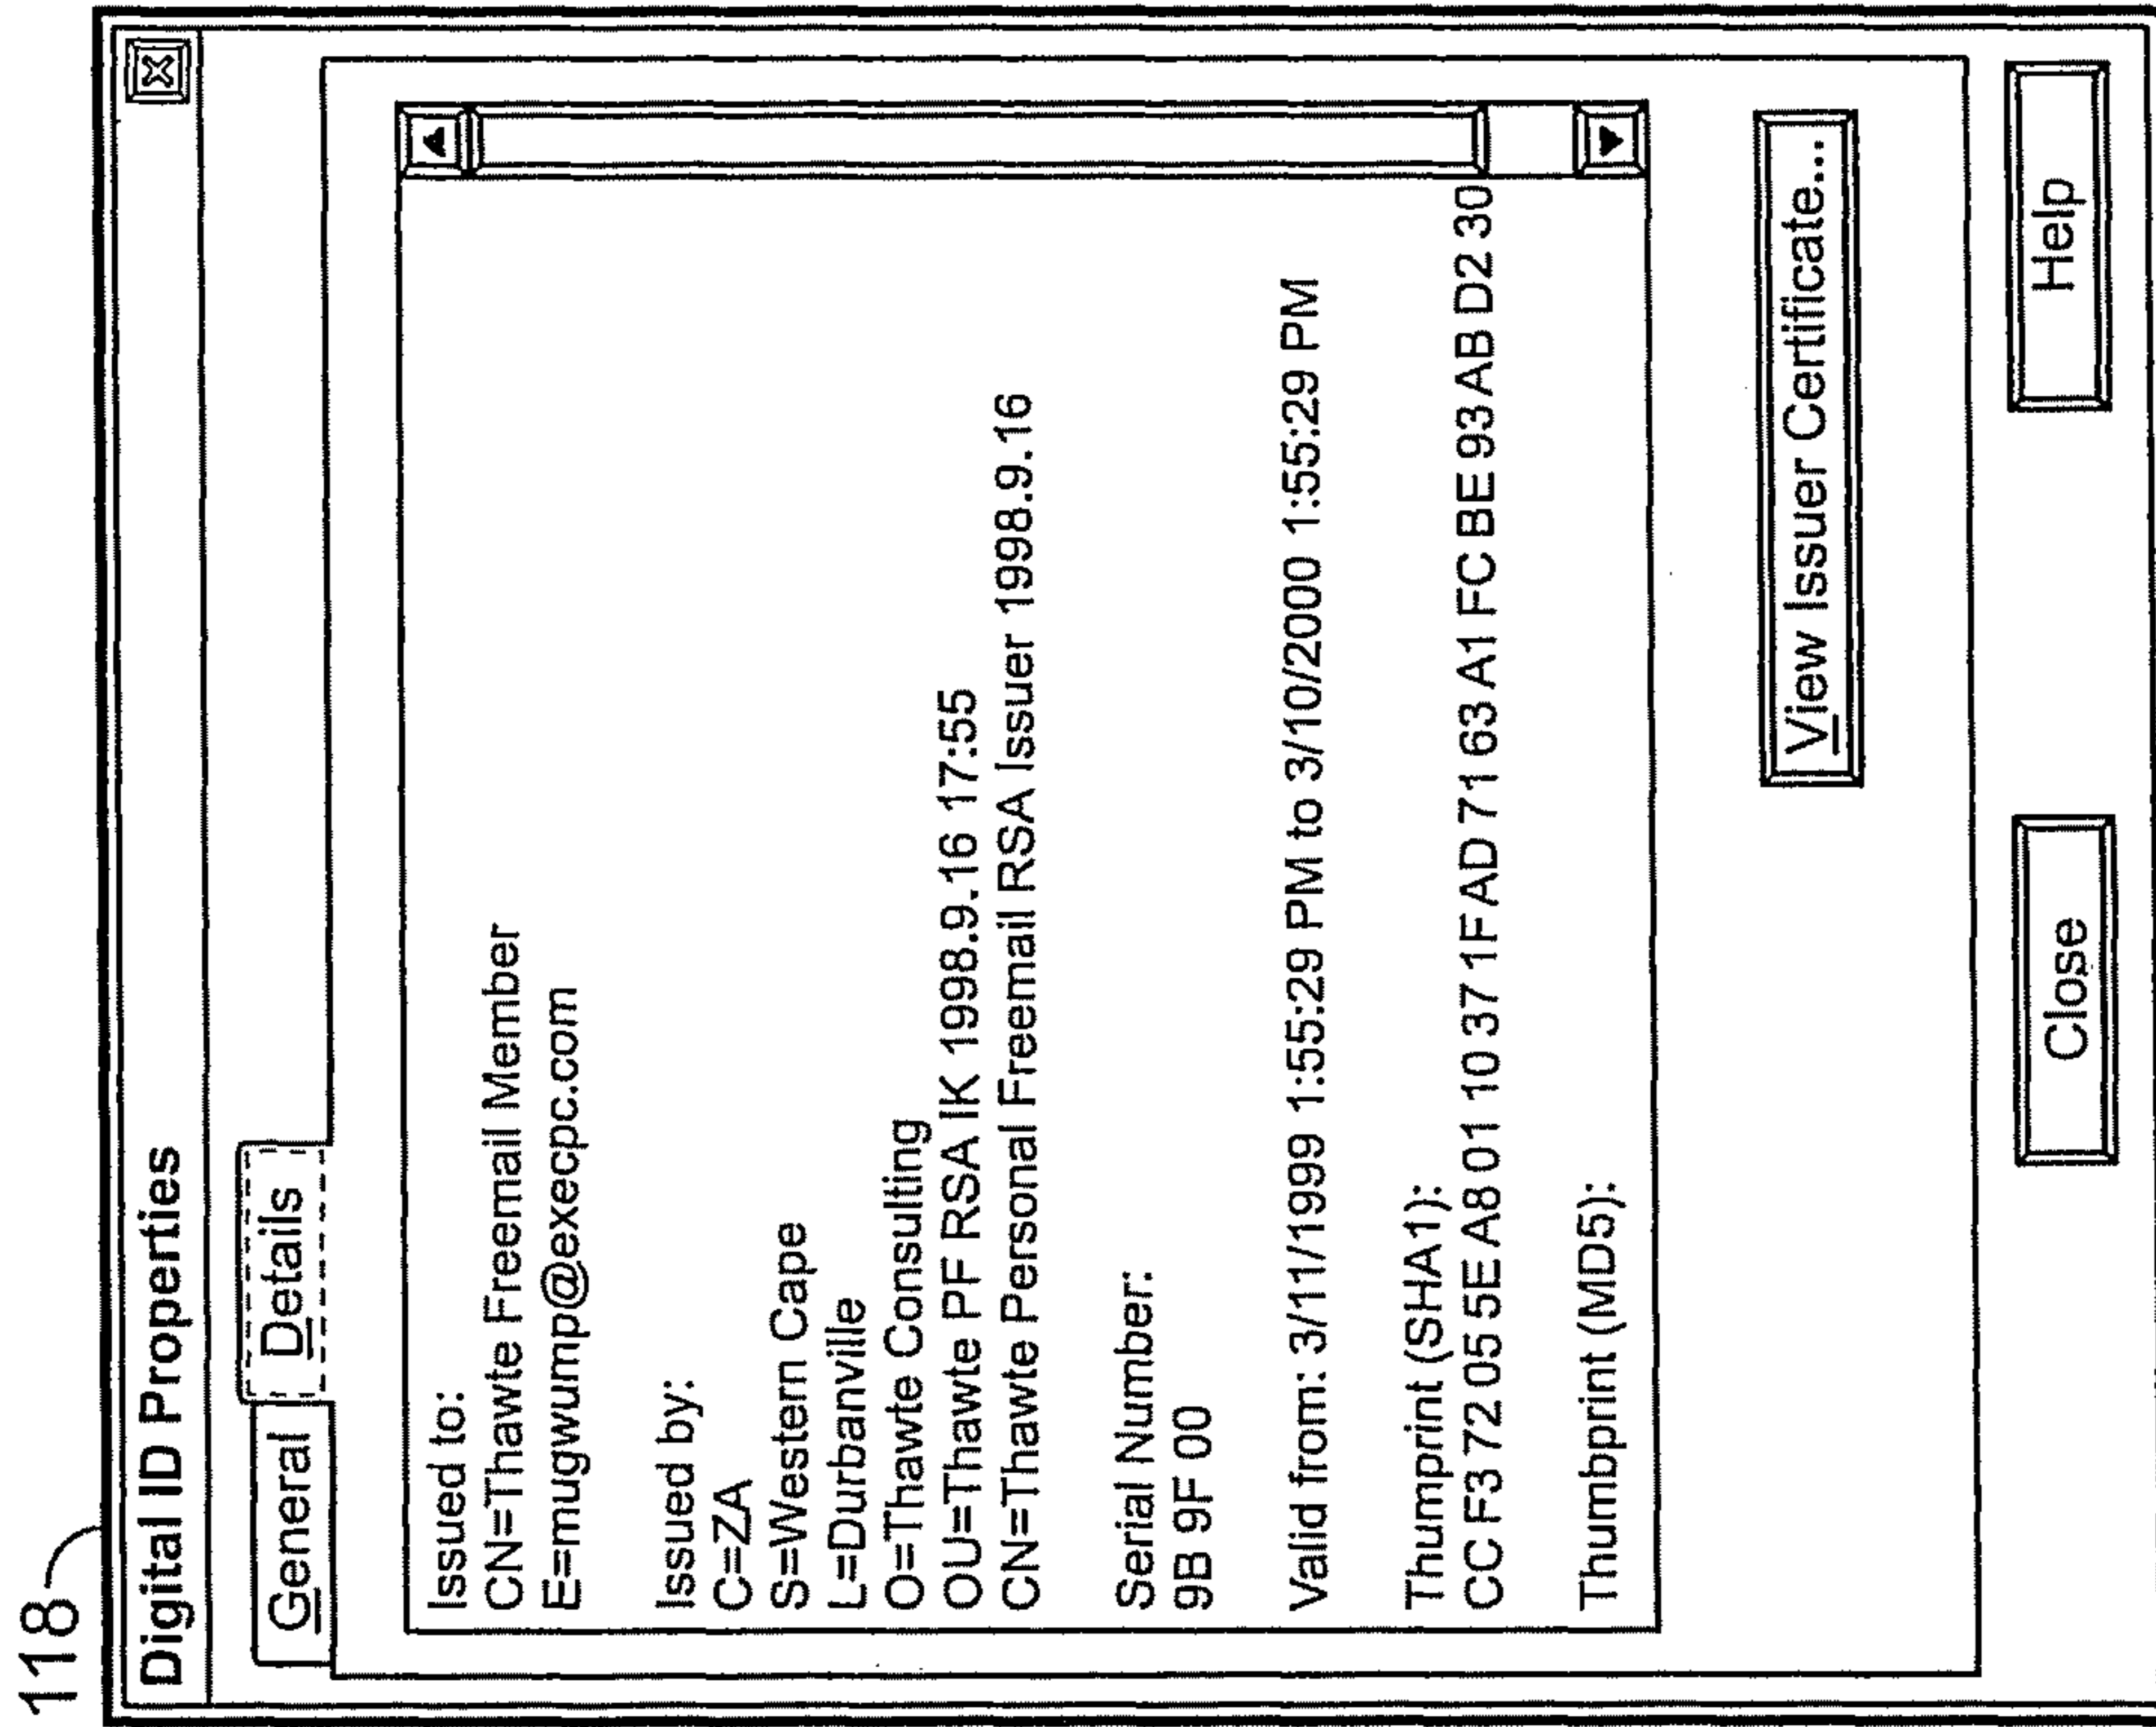 118
Digital ID Properties
General Details
Issued to:
CN=Thawte Freemail Member
E=mugwump@execpc.com
Issued by:
C=ZA
S=Western Cape
L=Durbanville
O=Thawte Consulting
OU=Thawte PF RSA IK 1998.9.16 17:55
CN=Thawte Personal Freemail RSA Issuer 1998.9.16
Serial Number:
9B 9F 00
Valid from: 3/11/1999 1:55:29 PM to 3/10/2000 1:55:29 PM
Thumprint (SHA1):
CC F3 72 05 5E A8 01 10 37 1F AD 71 63 A1 FC BE 93 AB D2 30
Thumbprint (MD5):
View Issuer Certificate...
Close Help